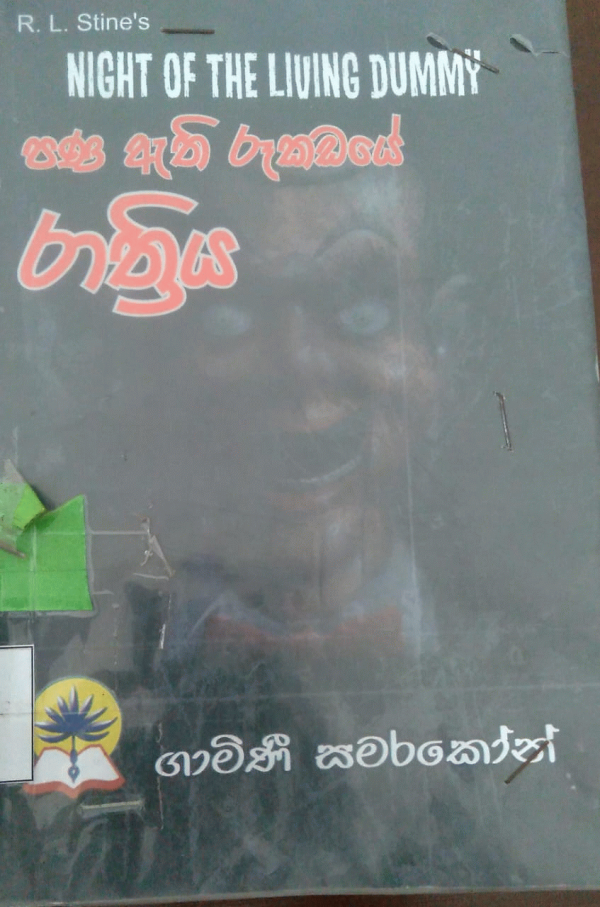 R. L. Stine's
NIGHT OF THE LIVING DUMMY
පණ ඇති රූකඩයේ
රාත්‍රිය
ගාමිණී සමරකෝන්